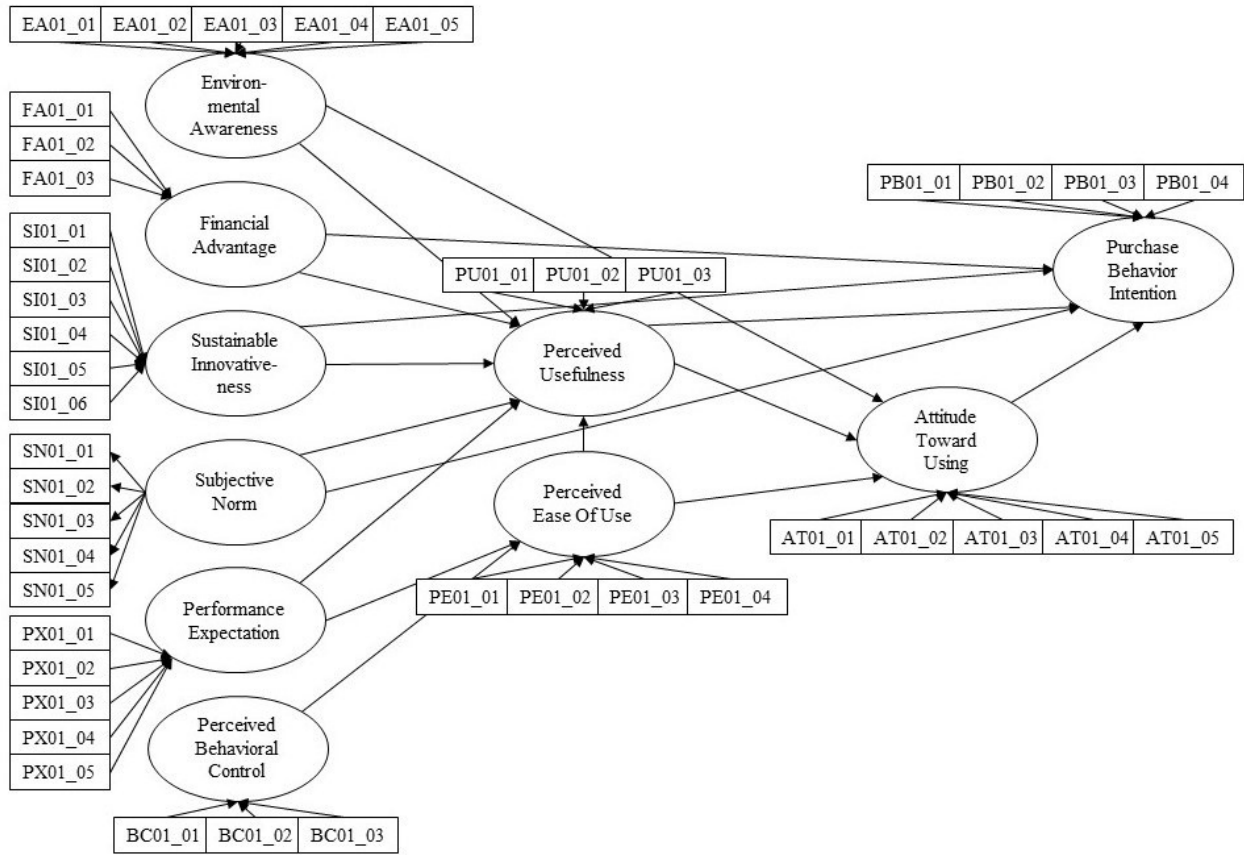 EA01_01 EA01_02 EA01_03 EA01_04 EA01_05
Environ-
mental
Awareness
FA01_01
FA01_02
FA01_03
Financial
Advantage
PB01_01 PB01_02 PB01_03 PB01_04
Purchase
Behavior
Intention
SI01_01
SI01_02
SI01_03
SI01_04
SI01_05
SI01_06
Sustainable
Innovative-
ness
PU01_01 PU01_02 PU01_03
Perceived
Usefulness
Attitude
Toward
Using
AT01_01 AT01_02 AT01_03 AT01_04 AT01_05
SN01_01
SN01_02
SN01_03
SN01_04
SN01_05
Subjective
Norm
Perceived
Ease Of Use
PE01_01 PE01_02 PE01_03 PE01_04
PX01_01
PX01_02
PX01_03
PX01_04
PX01_05
Performance
Expectation
Perceived
Behavioral
Control
BC01_01 BC01_02 BC01_03